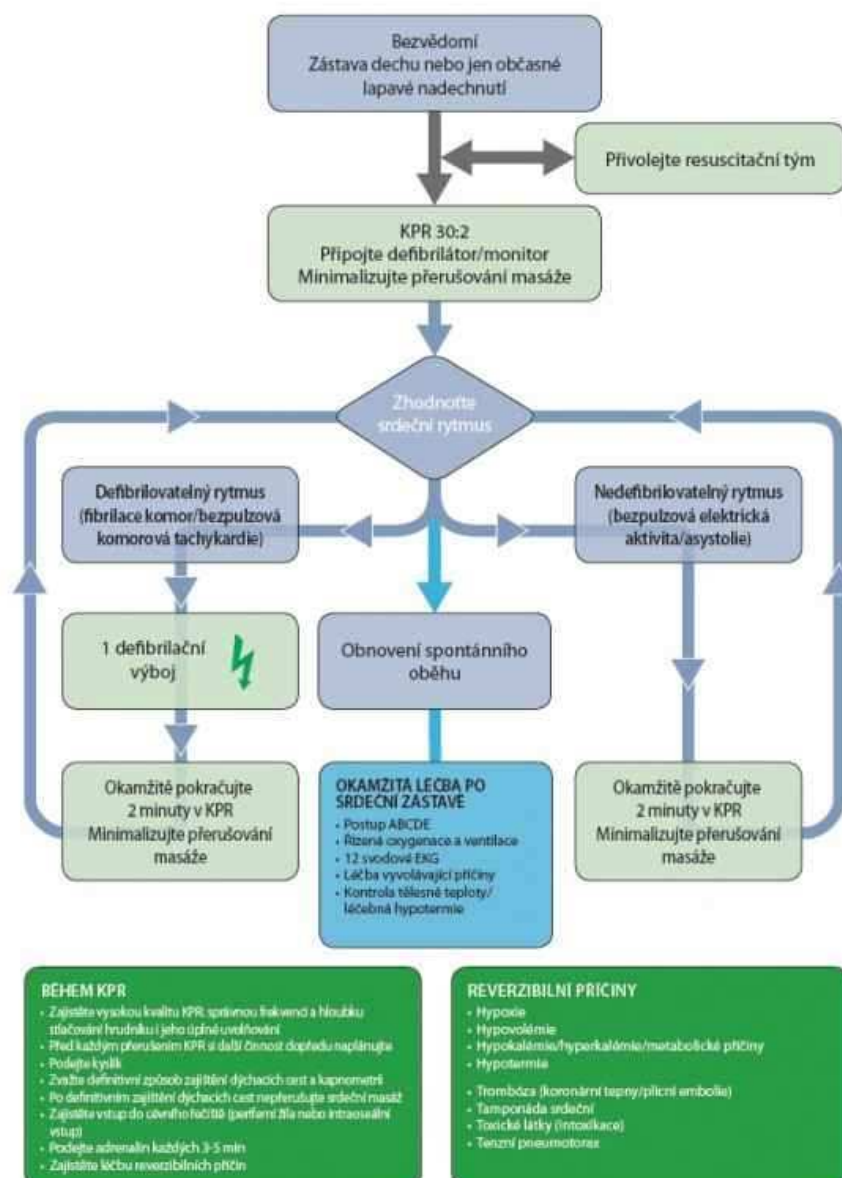 Bezvědomí
Zástava dechu nebo jen občasné
lapavé nadechnutí
Přivolejte resuscitační tým
KPR 30:2
Připojte defibrilátor/monitor
Minimalizujte přerušování masáže
Zhodnoťte
srdeční rytmus
Defibrilovatelný rytmus
(fibrilace komor/bezpulzová
komorová tachykardie)
Nedefibrilovatelný rytmus
(bezpulzová elektrická
aktivita/asystolie)
1 defibrilační
výboj
Obnovení spontánního
oběhu
Okamžitě pokračujte
2 minuty v KPR
Minimalizujte přerušování
masáže
OKAMŽITÁ LÉČBA PO
SRDEČNÍ ZÁSTAVĚ
• Postup ABCDE
• Řízená oxygenace a ventilace
• 12 svodové EKG
• Léčba vyvolávající příčiny
• Kontrola tělesné teploty/
léčebná hypotermie
Okamžitě pokračujte
2 minuty v KPR
Minimalizujte přerušování
masáže
BĚHEM KPR
• Zajistěte vysokou kvalitu KPR: správnou frekvenci a hloubku
stlačování hrudníku i jeho úplné uvolňování
• Před každým přerušením KPR si další činnost dopředu naplánujte
• Podejte kyslík
• Zvažte definitivní způsob zajištění dýchacích cest a kapnometrii
• Po definitivním zajištění dýchacích cest nepřerušujte srdeční masáž
• Zajistěte vstup do cévního řečiště (periferní žíla nebo intraoseální
vstup)
• Podejte adrenalin každých 3-5 min
• Zajistěte léčbu reverzibilních příčin
REVERZIBILNÍ PŘÍČINY
• Hypoxie
• Hypovolémie
• Hypokalémie/hyperkalémie/metabolické příčiny
• Hypotermie
• Trombóza (koronární tepny/plicní embolie)
• Tamponáda srdeční
• Toxické látky (intoxikace)
• Tenzní pneumotorax